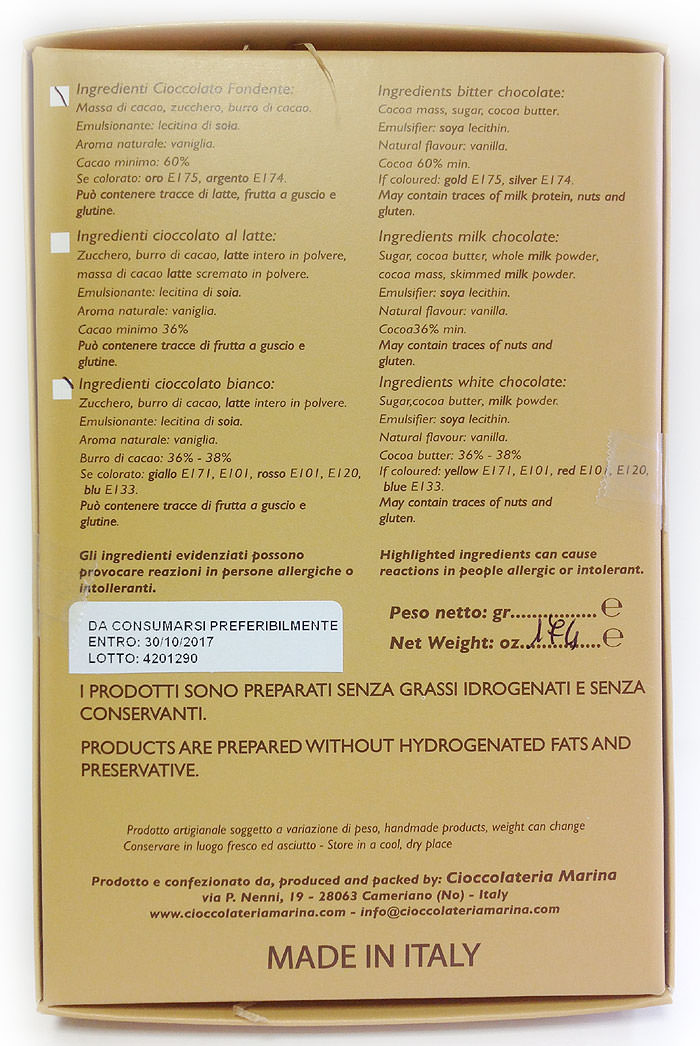 Ingredienti Cioccolato Fondente:
Massa di cacao, zucchero, burro di cacao.
Emulsionante: lecitina di soia.
Aroma naturale: vaniglia.
Cacao minimo: 60%
Se colorato: oro E175, argento E174.
Può contenere tracce di latte, frutta a guscio e
glutine.
Ingredients bitter chocolate:
Cocoa mass, sugar, cocoa butter.
Emulsifier: soya lecithin.
Natural flavour: vanilla.
Cocoa 60% min.
If coloured: gold E175, silver E174.
May contain traces of milk protein, nuts and
gluten.
Ingredienti cioccolato al latte:
Zucchero, burro di cacao, latte intero in polvere,
massa di cacao latte scremato in polvere.
Emulsionante: lecitina di soia.
Aroma naturale: vaniglia.
Cacao minimo 36%
Può contenere tracce di frutta a guscio e
glutine.
Ingredients milk chocolate:
Sugar, cocoa butter, whole milk powder,
cocoa mass, skimmed milk powder.
Emulsifier: soya lecithin.
Natural flavour: vanilla.
Cocoa36% min.
May contain traces of nuts and
gluten.
Ingredienti cioccolato bianco:
Zucchero, burro di cacao, latte intero in polvere.
Emulsionante: lecitina di soia.
Aroma naturale: vaniglia.
Burro di cacao: 36% - 38%
Se colorato: giallo E171, E101, rosso E101, E120,
blu E133.
Può contenere tracce di frutta a guscio e
glutine.
Ingredients white chocolate:
Sugar,cocoa butter, milk powder.
Emulsifier: soya lecithin.
Natural flavour: vanilla.
Cocoa butter: 36% - 38%
If coloured: yellow E171, E101, red E101, E120,
blue E133.
May contain traces of nuts and
gluten.
Gli ingredienti evidenziati possono
provocare reazioni in persone allergiche o
intolleranti.
Highlighted ingredients can cause
reactions in people allergic or intolerant.
DA CONSUMARSI PREFERIBILMENTE
ENTRO: 30/10/2017
LOTTO: 4201290
Peso netto: gr................℮
Net Weight: oz...............℮
I PRODOTTI SONO PREPARATI SENZA GRASSI IDROGENATI E SENZA
CONSERVANTI.
PRODUCTS ARE PREPARED WITHOUT HYDROGENATED FATS AND
PRESERVATIVE.
Prodotto artigianale soggetto a variazione di peso, handmade products, weight can change
Conservare in luogo fresco ed asciutto - Store in a cool, dry place
Prodotto e confezionato da, produced and packed by: Cioccolateria Marina
via P. Nenni, 19 - 28063 Cameriano (No) - Italy
www.cioccolateriamarina.com - info@cioccolateriamarina.com
MADE IN ITALY